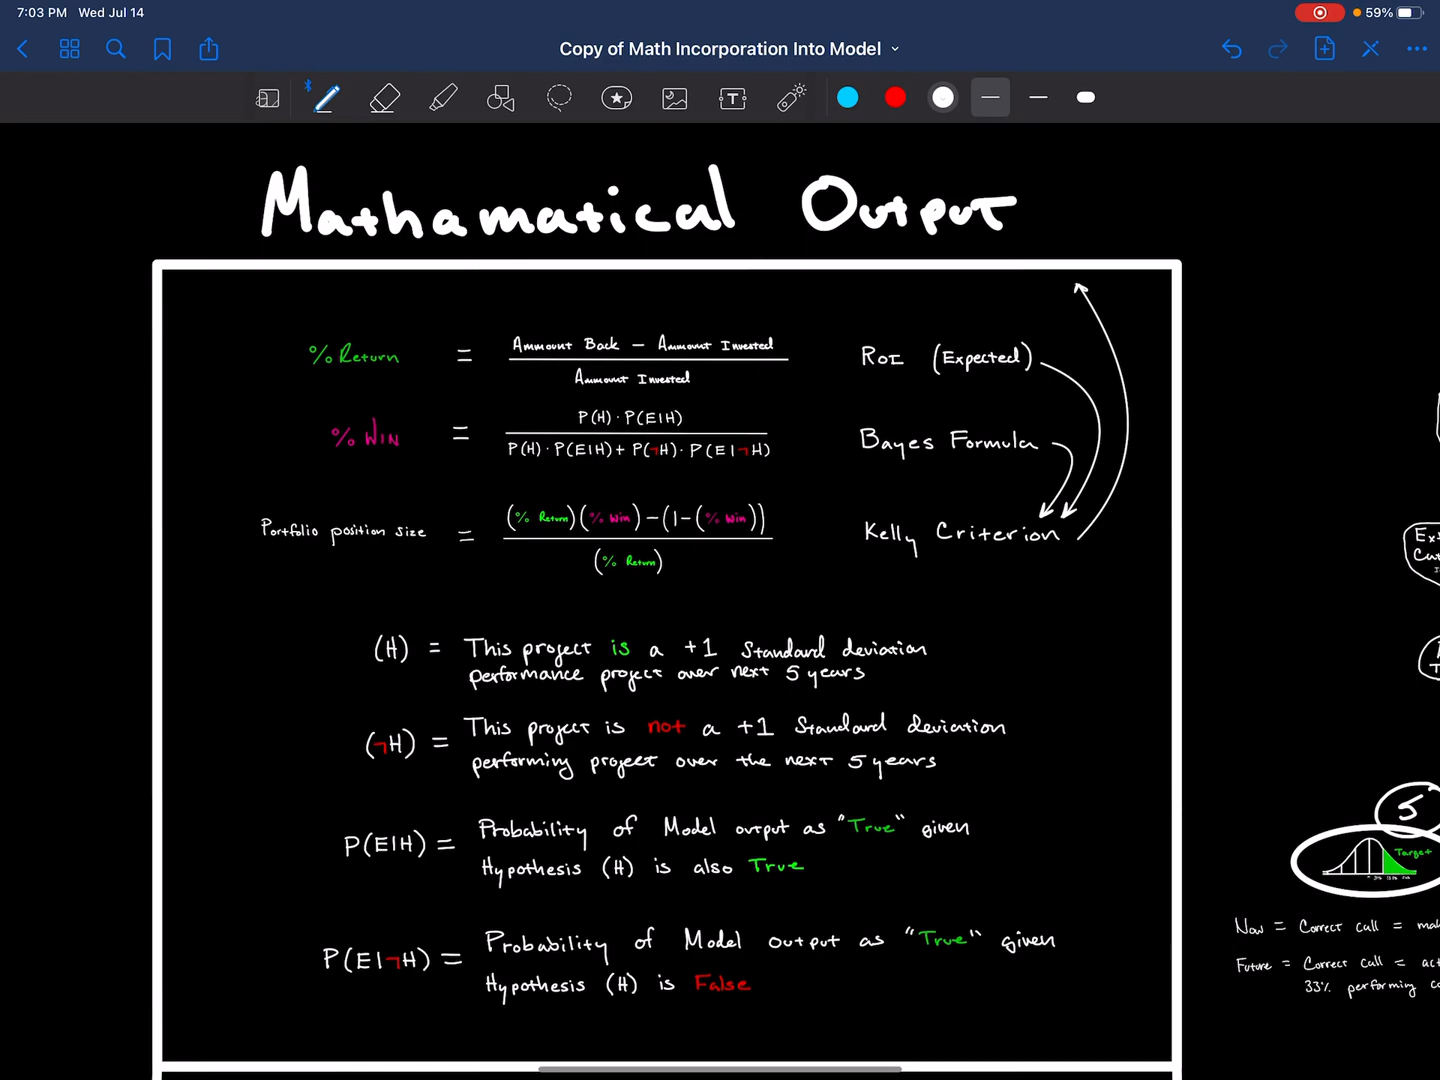 7:03 PM Wed Jul 14
59%
Copy of Math Incorporation Into Model
T
Mathamatical Output
% Return = Ammount Back − Ammount Invested
Ammount Invested
ROI (Expected)
% WIN = P(H) · P(E|H)
P(H) · P(E|H) + P(¬H) · P(E|¬H)
Bayes Formula
Portfolio position size = (% Return)(% Win) − (1 − (% Win))
(% Return)
Kelly Criterion
(H) = This project is a +1 Standard deviation
performance project over next 5 years
(¬H) = This project is not a +1 Standard deviation
performing project over the next 5 years
P(E|H) = Probability of Model output as "True" given
Hypothesis (H) is also True
P(E|¬H) = Probability of Model output as "True" given
Hypothesis (H) is False
5
Target
Now = Correct call =
Future = Correct call =
33% performing